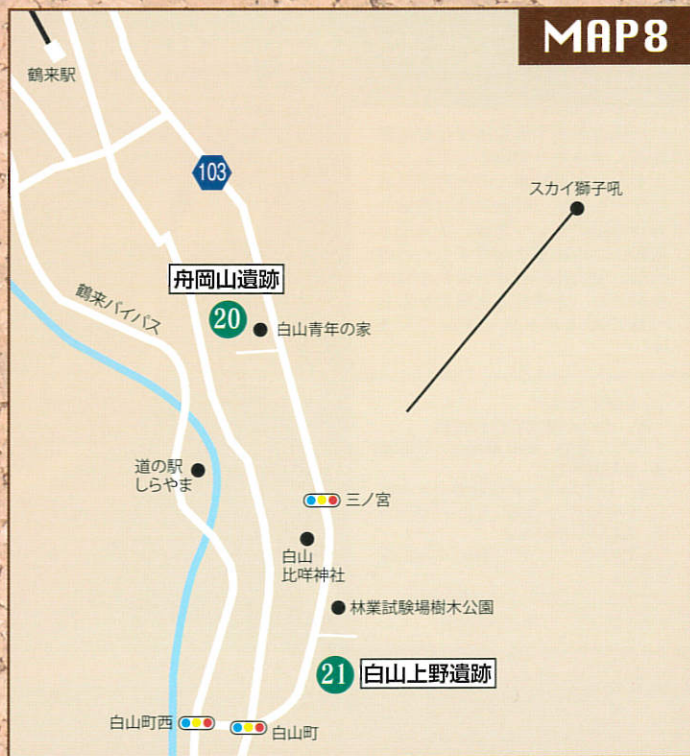 MAP8
鶴来駅
103
スカイ獅子吼
舟岡山遺跡
鶴来バイパス
20
白山青年の家
道の駅
しらやま
三ノ宮
白山
比咩神社
林業試験場樹木公園
21
白山上野遺跡
白山町西
白山町